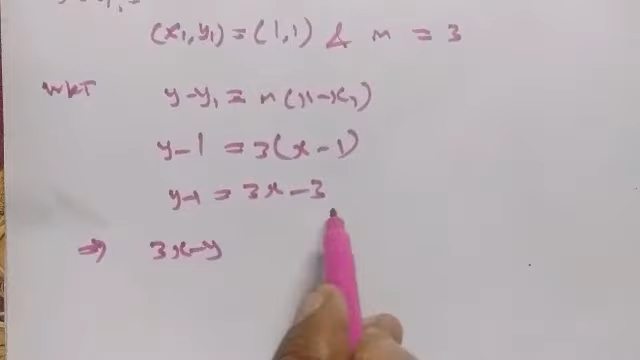 (x₁, y₁) = (1, 1) & m = 3
WKT y - y₁ = m(x - x₁)
y - 1 = 3(x - 1)
y - 1 = 3x - 3
⇒ 3x - y